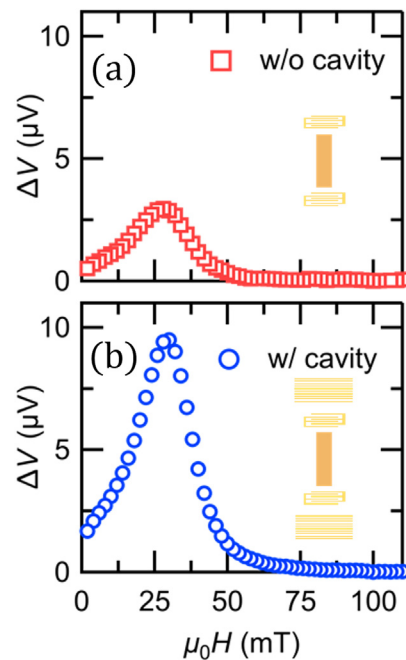 10
(a)
w/o cavity
5
0
ΔV (μV)
10
(b)
w/ cavity
5
0
ΔV (μV)
0 25 50 75 100
μ₀H (mT)